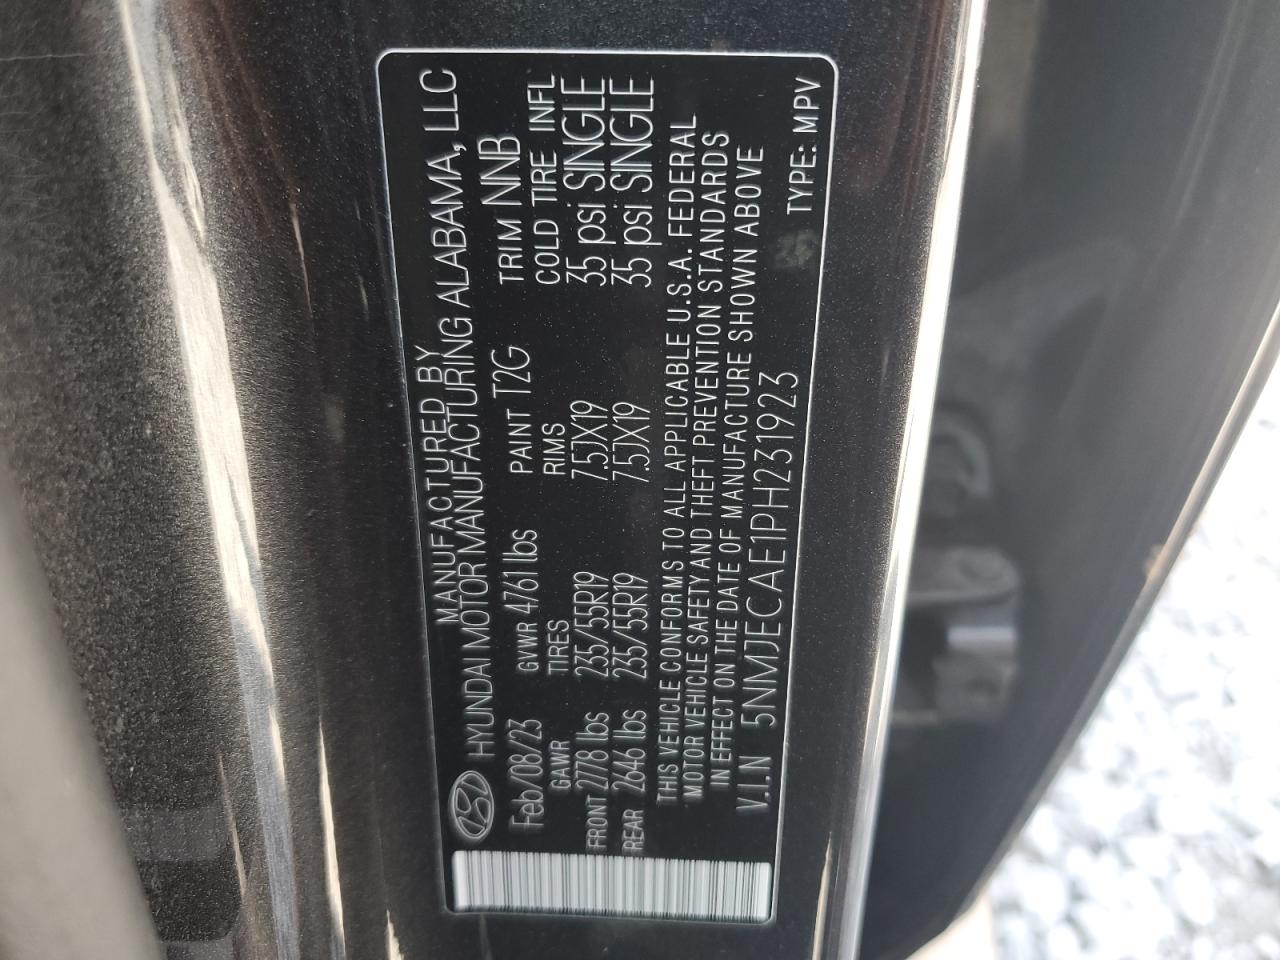 MANUFACTURED BY
HYUNDAI MOTOR MANUFACTURING ALABAMA, LLC
Feb/08/23 GVWR 4761 lbs PAINT T2G TRIM NNB
GAWR TIRES RIMS COLD TIRE INFL
FRONT 2778 lbs 235/55R19 7.5JX19 35 psi SINGLE
REAR 2646 lbs 235/55R19 7.5JX19 35 psi SINGLE
THIS VEHICLE CONFORMS TO ALL APPLICABLE U.S.A. FEDERAL
MOTOR VEHICLE SAFETY AND THEFT PREVENTION STANDARDS
IN EFFECT ON THE DATE OF MANUFACTURE SHOWN ABOVE
V.I.N 5NMJECAE1PH231923 TYPE: MPV